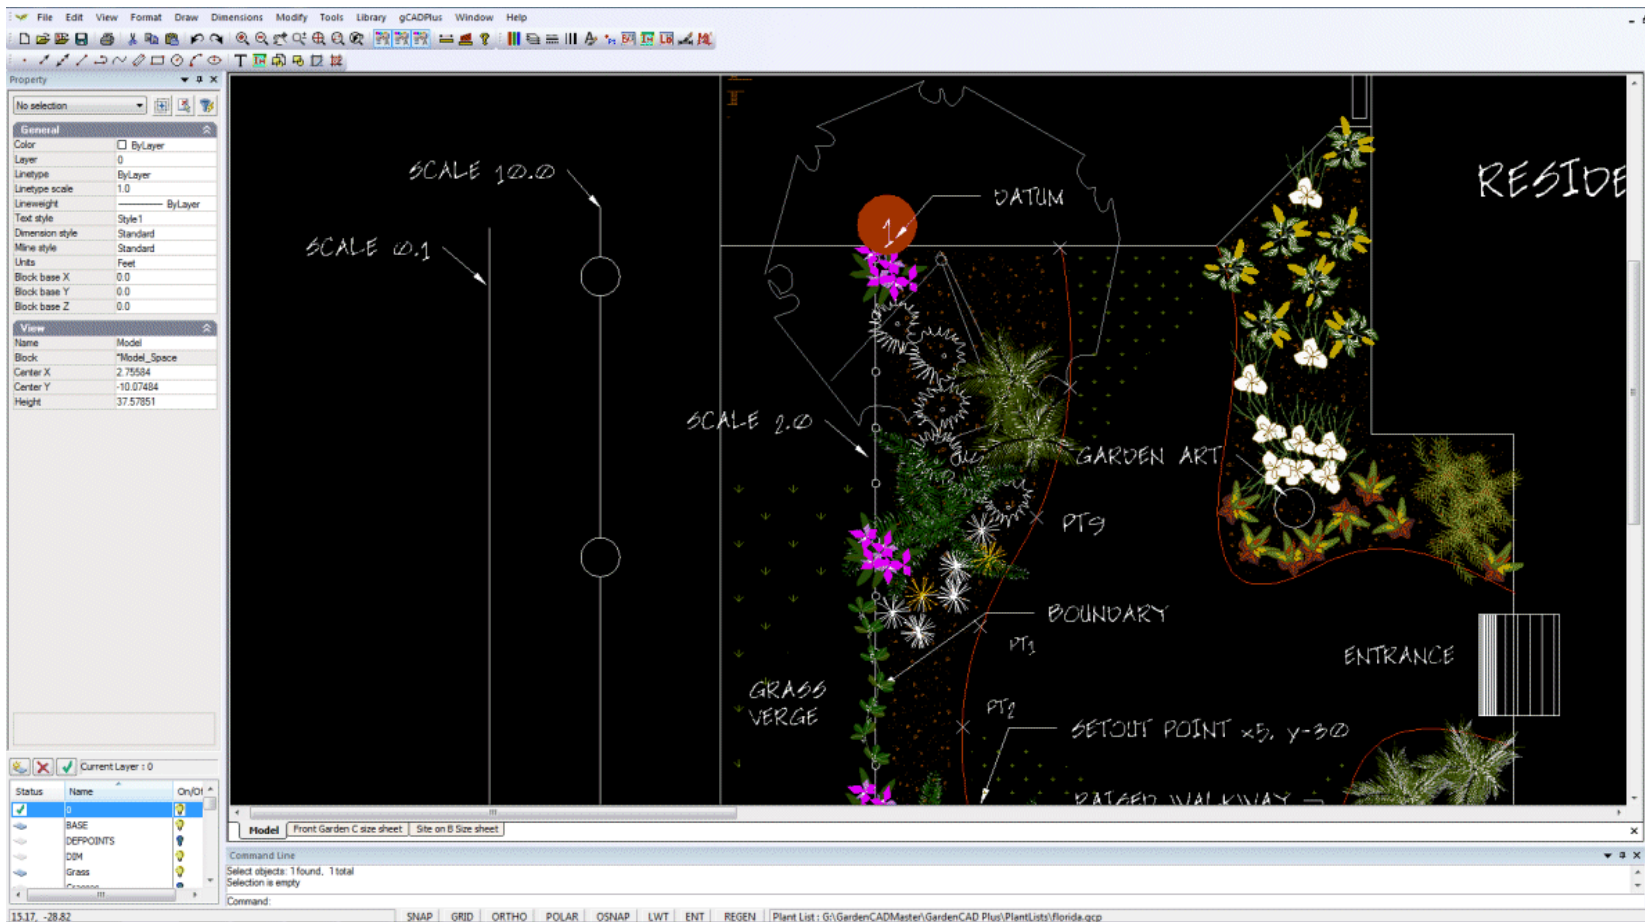 File Edit View Format Draw Dimensions Modify Tools Library gCADPlus Window Help
Property
No selection
General
Color ByLayer
Layer 0
Linetype ByLayer
Linetype scale 1.0
Lineweight ByLayer
Text style Style1
Dimension style Standard
Mline style Standard
Units Feet
Block base X 0.0
Block base Y 0.0
Block base Z 0.0
View
Name Model
Block *Model_Space
Center X 2.75584
Center Y -10.07484
Height 37.57851
Current Layer : 0
Status Name On/Of
0
BASE
DEFPOINTS
DIM
Grass
SCALE 10.0
SCALE 0.1
1
DATUM
RESIDE
SCALE 2.0
GARDEN ART
PT9
BOUNDARY
PT1
ENTRANCE
GRASS
VERGE
PT2
SETOUT POINT x5, y-30
RAISED WALKWAY
Model Front Garden C size sheet Site on B Size sheet
Command Line
Select objects: 1 found, 1 total
Selection is empty
Command:
15.17, -28.82 SNAP GRID ORTHO POLAR OSNAP LWT ENT REGEN Plant List : G:\GardenCADMaster\GardenCAD Plus\PlantLists\florida.gcp